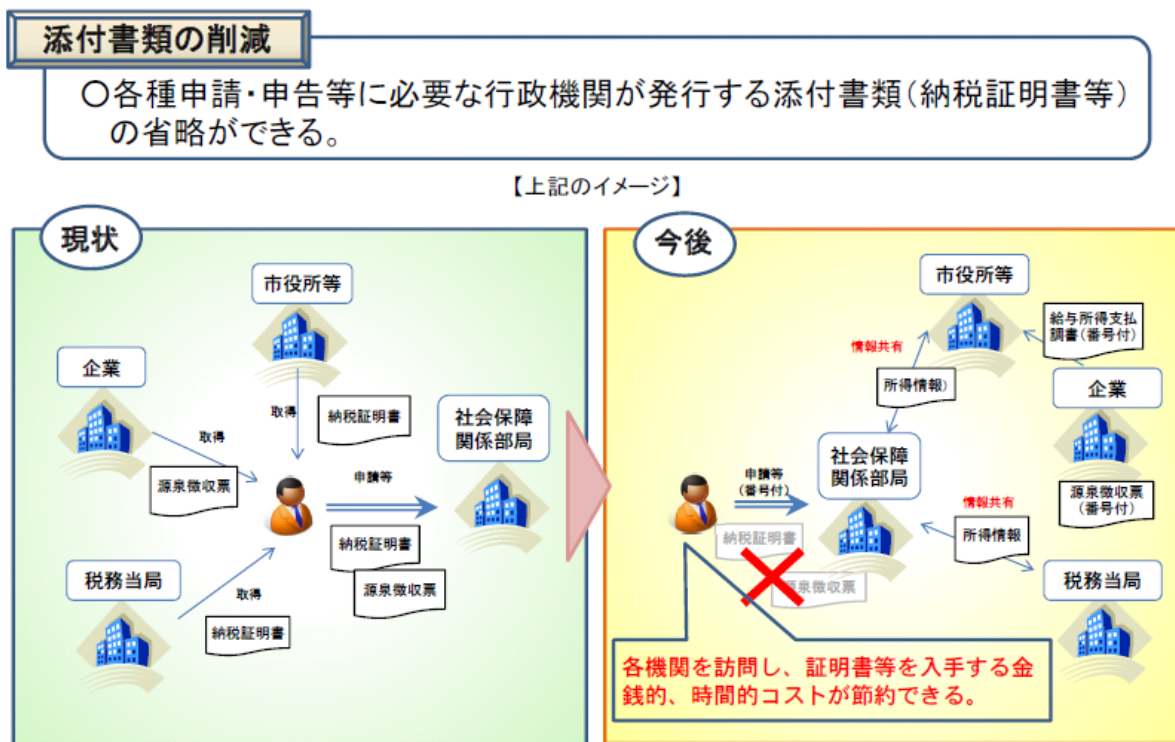 添付書類の削減
○各種申請・申告等に必要な行政機関が発行する添付書類（納税証明書等）
の省略ができる。
【上記のイメージ】
現状
市役所等
企業
取得
納税証明書
取得
源泉徴収票
社会保障
関係部局
申請等
納税証明書
源泉徴収票
税務当局
取得
納税証明書
今後
市役所等
給与所得支払
調書（番号付）
情報共有
所得情報）
企業
社会保障
関係部局
申請等
（番号付）
源泉徴収票
（番号付）
情報共有
所得情報
納税証明書
源泉徴収票
税務当局
各機関を訪問し、証明書等を入手する金
銭的、時間的コストが節約できる。